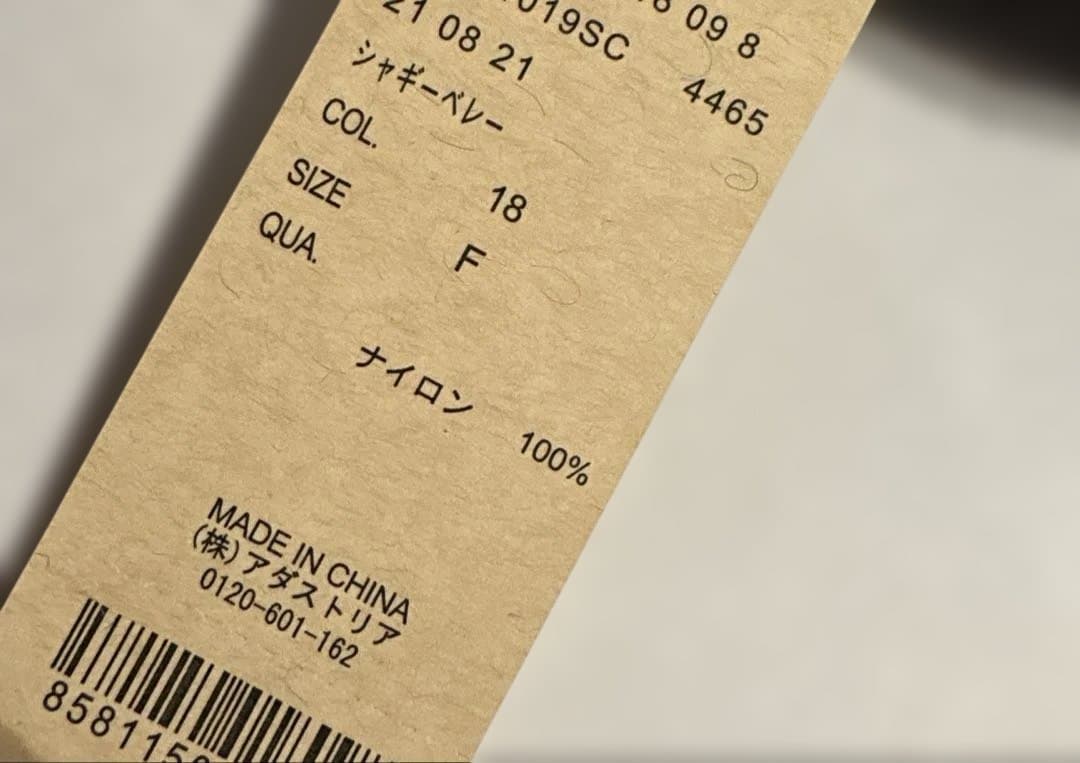 09 8
019SC 4465
21 08 21
シャギーベレー
COL. 18
SIZE F
QUA.
ナイロン 100%
MADE IN CHINA
(株)アダストリア
0120-601-162
8581150